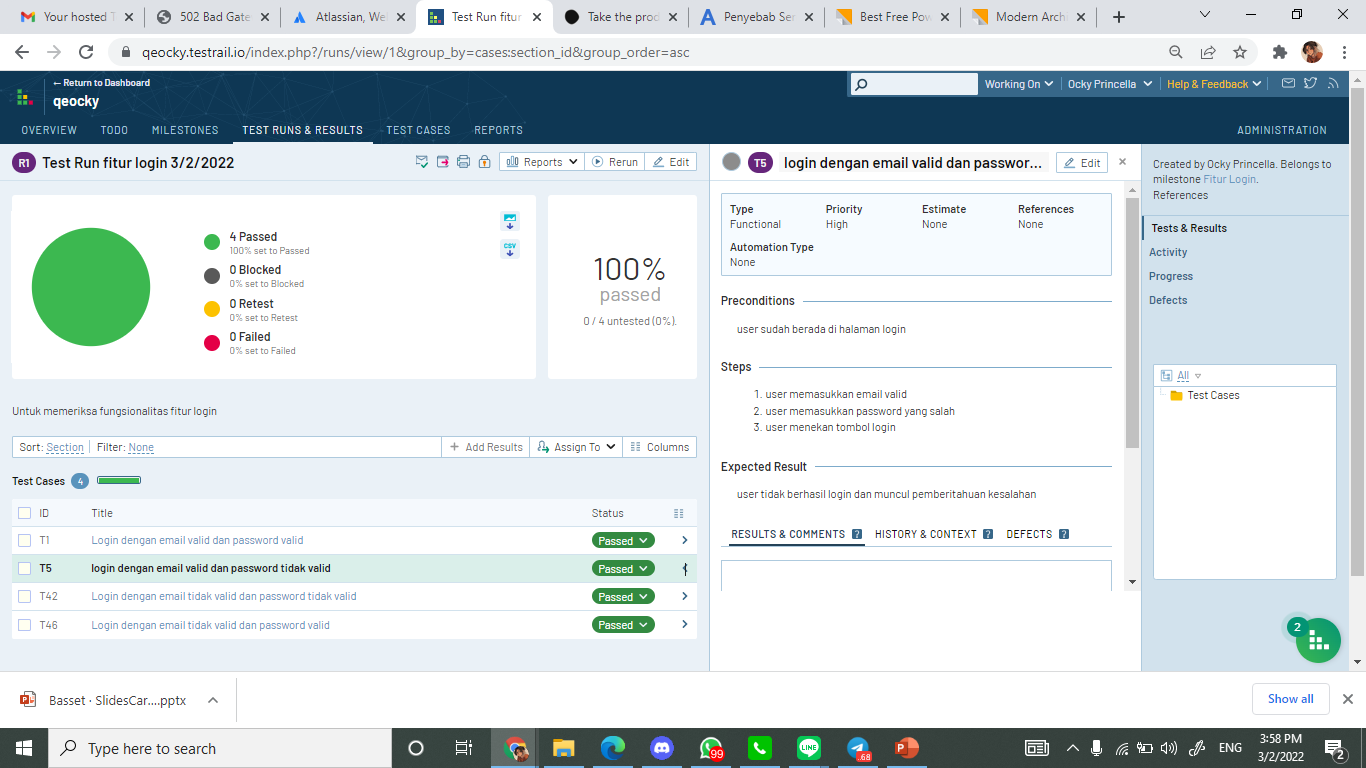 Your hosted T
502 Bad Gate
Atlassian, We
Test Run fitur
Take the prod
Penyebab Ser
Best Free Pow
Modern Archi
qeocky.testrail.io/index.php?/runs/view/1&group_by=cases:section_id&group_order=asc
← Return to Dashboard
qeocky
Working On
Ocky Princella
Help & Feedback
OVERVIEW
TODO
MILESTONES
TEST RUNS & RESULTS
TEST CASES
REPORTS
ADMINISTRATION
R1
Test Run fitur login 3/2/2022
Reports
Rerun
Edit
4 Passed
100% set to Passed
0 Blocked
0% set to Blocked
0 Retest
0% set to Retest
0 Failed
0% set to Failed
CSV
100%
passed
0 / 4 untested (0%).
Untuk memeriksa fungsionalitas fitur login
Sort: Section
Filter: None
Add Results
Assign To
Columns
Test Cases 4
ID Title Status
T1 Login dengan email valid dan password valid Passed
T5 login dengan email valid dan password tidak valid Passed
T42 Login dengan email tidak valid dan password tidak valid Passed
T46 Login dengan email tidak valid dan password valid Passed
T5
login dengan email valid dan passwor...
Edit
Type
Functional
Priority
High
Estimate
None
References
None
Automation Type
None
Preconditions
user sudah berada di halaman login
Steps
1. user memasukkan email valid
2. user memasukkan password yang salah
3. user menekan tombol login
Expected Result
user tidak berhasil login dan muncul pemberitahuan kesalahan
RESULTS & COMMENTS ?
HISTORY & CONTEXT ?
DEFECTS ?
Created by Ocky Princella. Belongs to
milestone Fitur Login.
References
Tests & Results
Activity
Progress
Defects
All
Test Cases
2
Basset · SlidesCar....pptx
Show all
Type here to search
99
.68
ENG
3:58 PM
3/2/2022
2